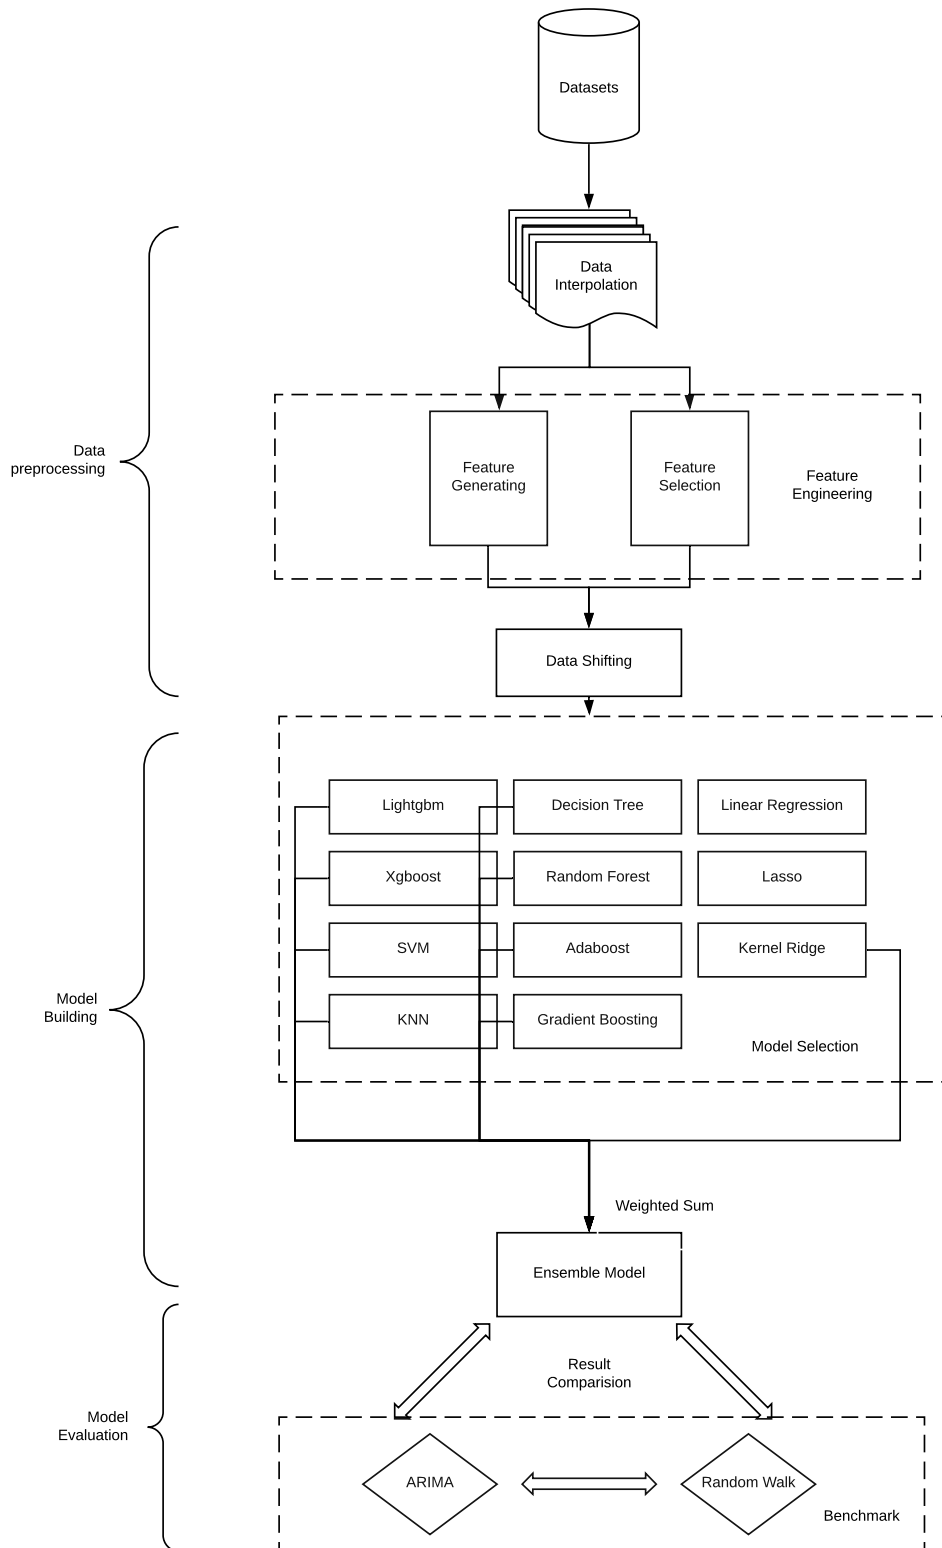 Datasets
Data
Interpolation
Data
preprocessing
Feature
Generating
Feature
Selection
Feature
Engineering
Data Shifting
Lightgbm
Decision Tree
Linear Regression
Xgboost
Random Forest
Lasso
SVM
Adaboost
Kernel Ridge
Model
Building
KNN
Gradient Boosting
Model Selection
Weighted Sum
Ensemble Model
Result
Comparision
Model
Evaluation
ARIMA
Random Walk
Benchmark